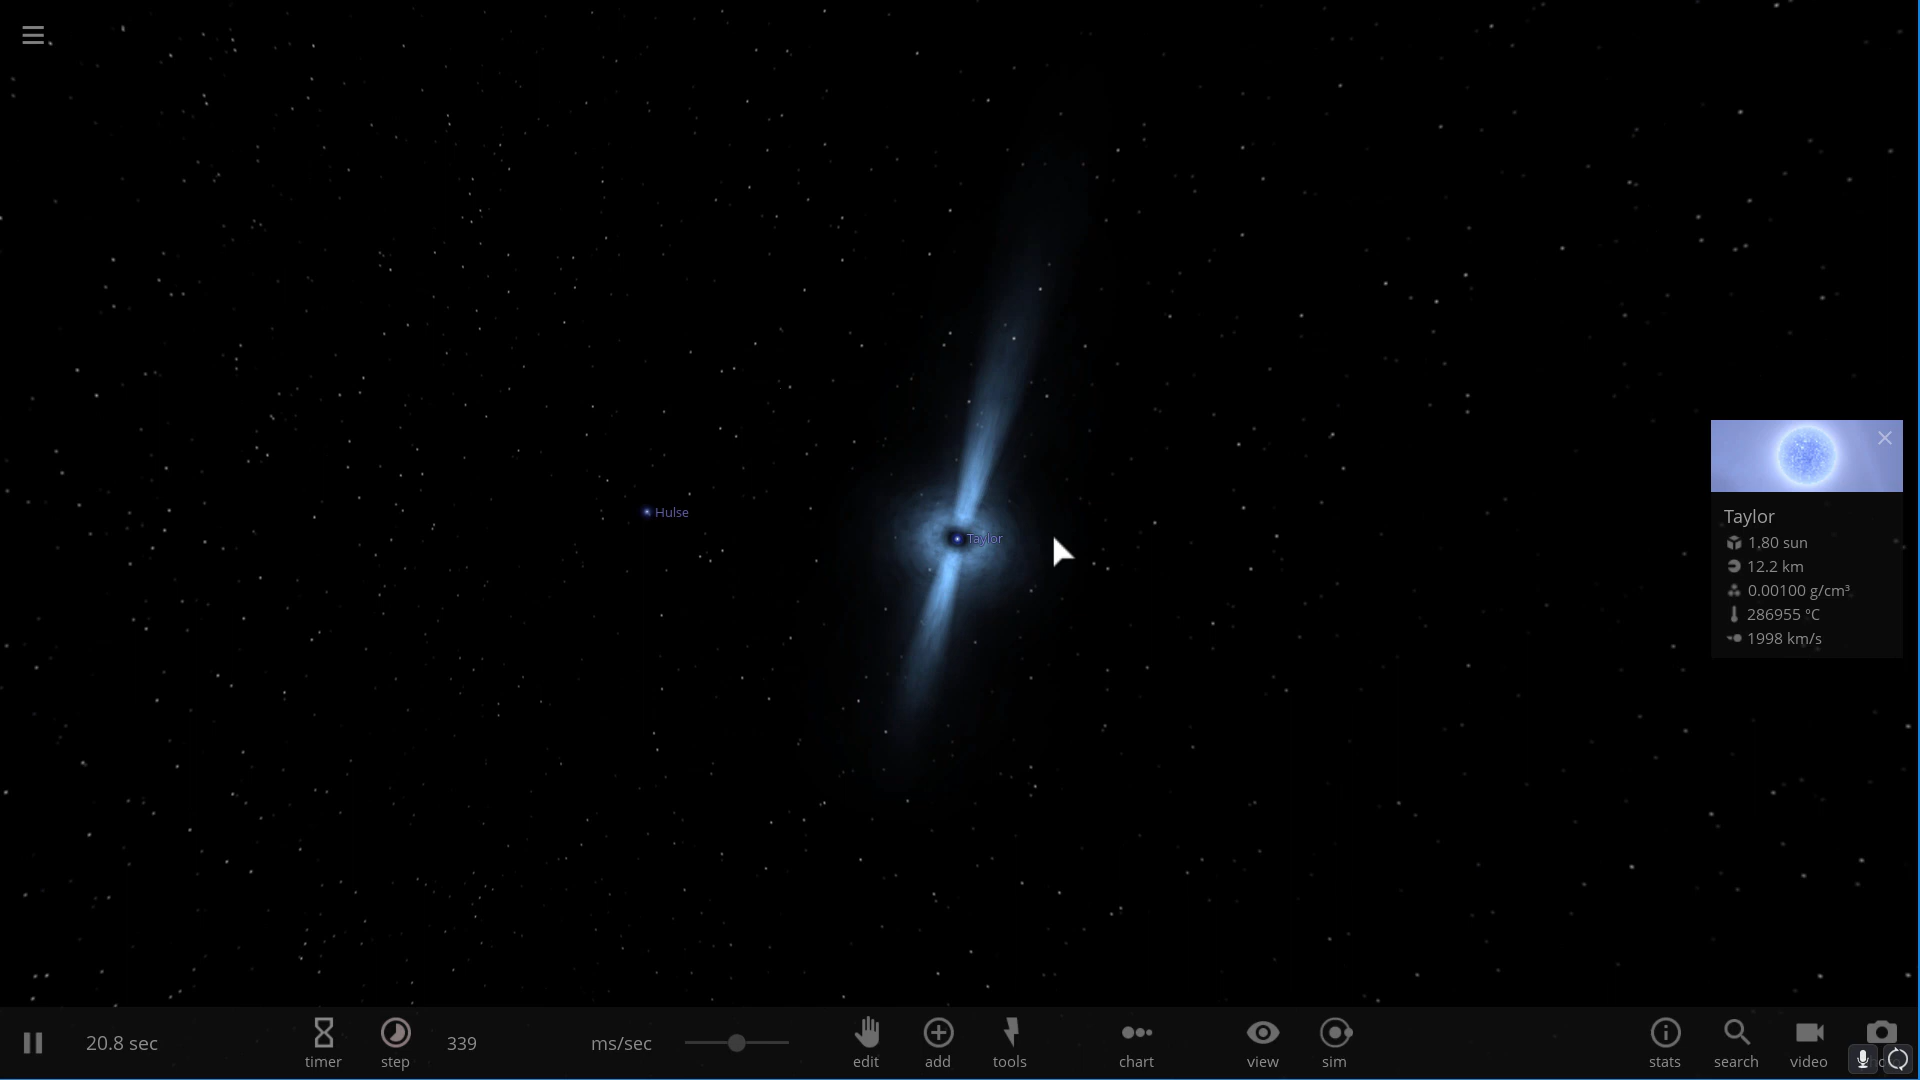 Hulse
Taylor
Taylor
1.80 sun
12.2 km
0.00100 g/cm³
286955 °C
1998 km/s
20.8 sec
timer
step
339
ms/sec
edit
add
tools
chart
view
sim
stats
search
video